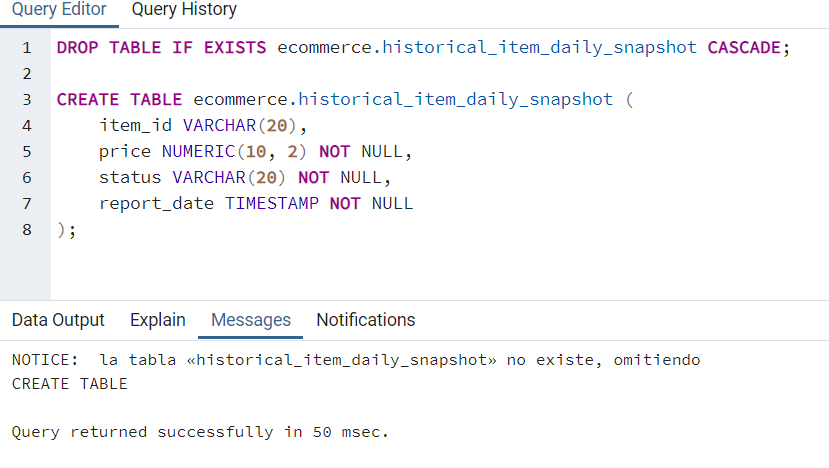 Query Editor Query History
1 DROP TABLE IF EXISTS ecommerce.historical_item_daily_snapshot CASCADE;
2
3 CREATE TABLE ecommerce.historical_item_daily_snapshot (
4 item_id VARCHAR(20),
5 price NUMERIC(10, 2) NOT NULL,
6 status VARCHAR(20) NOT NULL,
7 report_date TIMESTAMP NOT NULL
8 );
Data Output Explain Messages Notifications
NOTICE: la tabla «historical_item_daily_snapshot» no existe, omitiendo
CREATE TABLE
Query returned successfully in 50 msec.